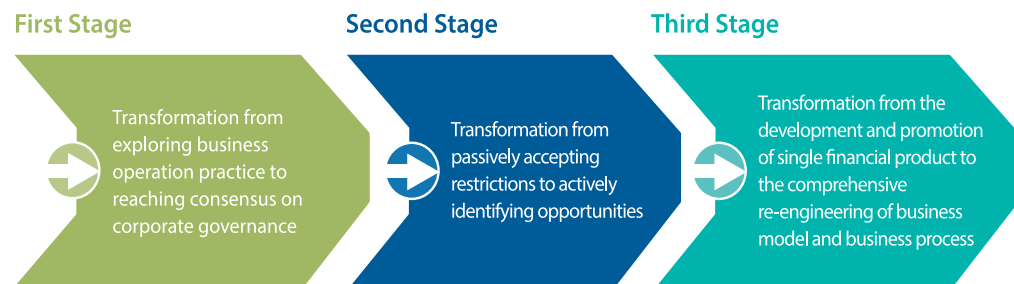 First Stage
Transformation from
exploring business
operation practice to
reaching consensus on
corporate governance
Second Stage
Transformation from
passively accepting
restrictions to actively
identifying opportunities
Third Stage
Transformation from the
development and promotion
of single financial product to
the comprehensive
re-engineering of business
model and business process